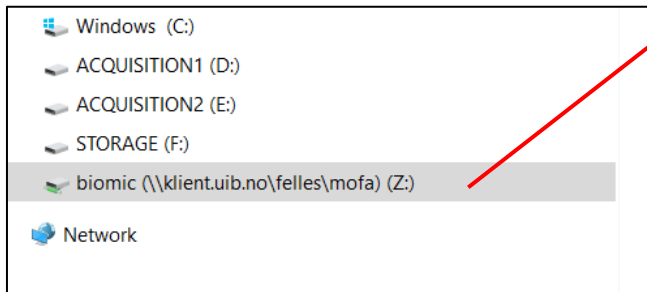 Windows (C:)
ACQUISITION1 (D:)
ACQUISITION2 (E:)
STORAGE (F:)
biomic (\\klient.uib.no\felles\mofa) (Z:)
Network